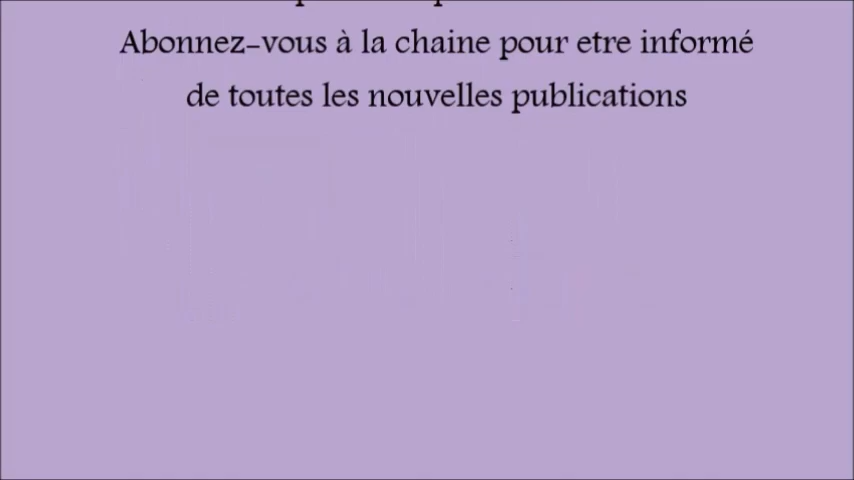 Abonnez-vous à la chaine pour etre informé
de toutes les nouvelles publications